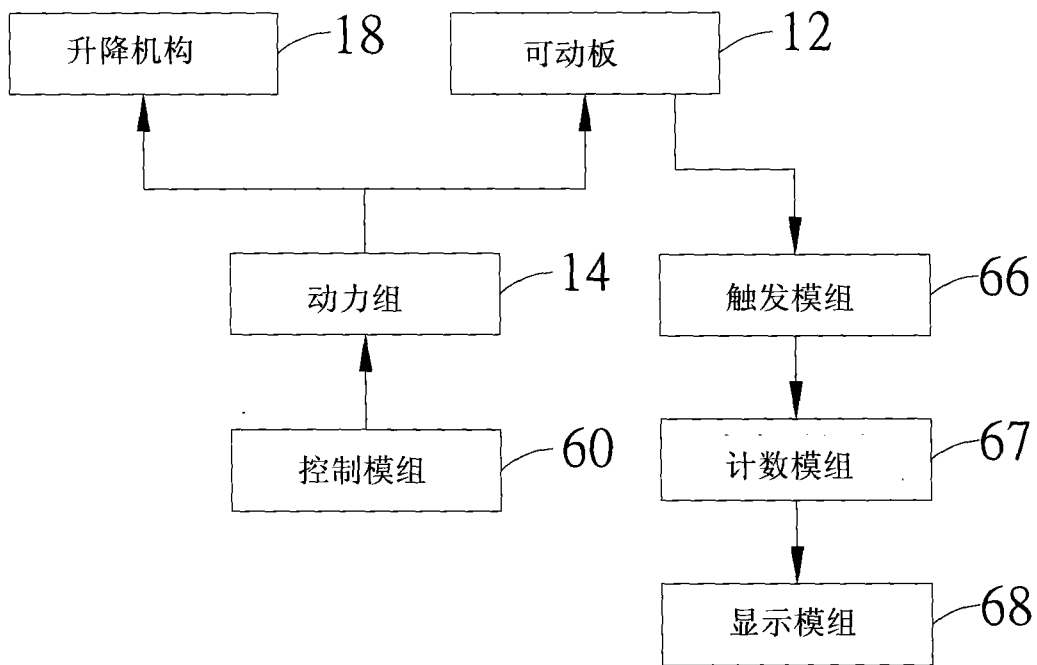 升降机构 18
可动板 12
动力组 14
触发模组 66
控制模组 60
计数模组 67
显示模组 68